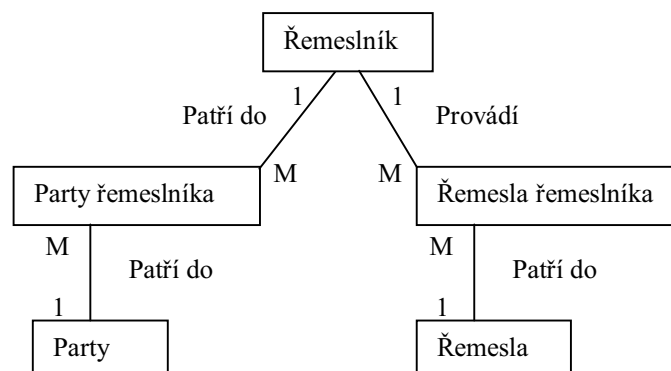 Řemeslník
1 1
Patří do Provádí
M M
Party řemeslníka Řemesla řemeslníka
M M
Patří do Patří do
1 1
Party Řemesla